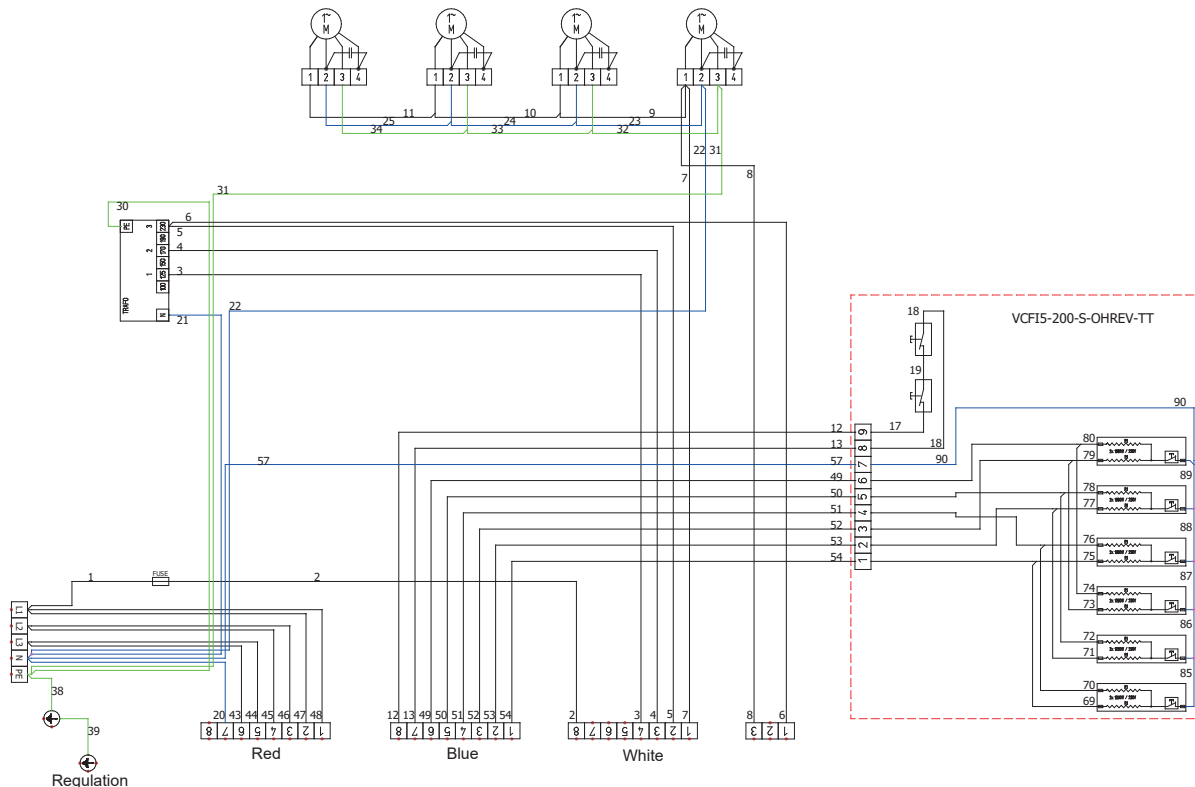 1~ 1~ 1~ 1~
M M M M
1 2 3 4 1 2 3 4 1 2 3 4 1 2 3 4
11 10 9
25 24 23
34 33 32
22 31
7 8
31
30
6
PE 3 230
5 190
2 170 4
150
1 125 3
100
TRAFO N
21
22
VCFI5-200-S-OHREV-TT
18
19
90
12 9 17
13 8 18
57 57 7 90
49 6
50 5
51 4
52 3
53 2
54 1
80
79
89
78
77
88
76
75
87
74
73
86
72
71
85
70
69
1 FUSE 2
L1
L2
L3
N
PE
38
39
20 43 44 45 46 47 48
8 7 6 5 4 3 2 1
Red
12 13 49 50 51 52 53 54
8 7 6 5 4 3 2 1
Blue
2 3 4 5 7
8 7 6 5 4 3 2 1
White
8 6
3 2 1
Regulation